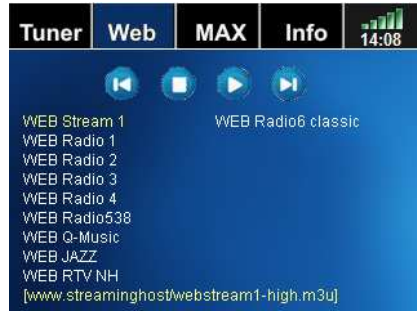 Tuner Web MAX Info 14:08
WEB Stream 1 WEB Radio6 classic
WEB Radio 1
WEB Radio 2
WEB Radio 3
WEB Radio 4
WEB Radio538
WEB Q-Music
WEB JAZZ
WEB RTV NH
[www.streaminghost/webstream1-high.m3u]